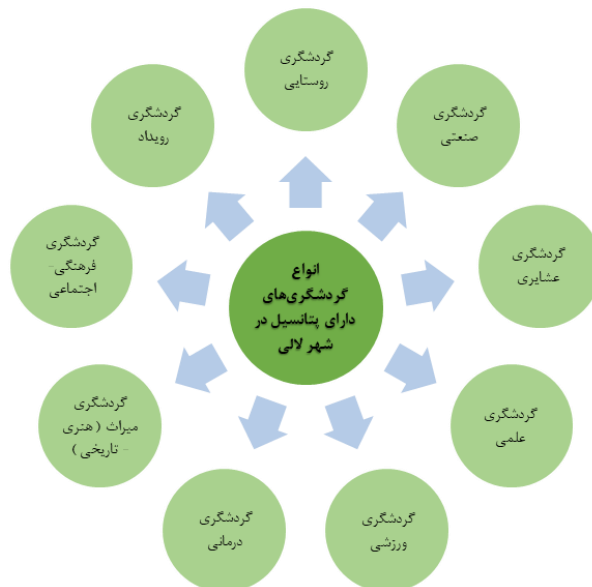 انواع
گردشگری‌های
دارای پتانسیل در
شهر لالی
گردشگری
روستایی
گردشگری
صنعتی
گردشگری
عشایری
گردشگری
علمی
گردشگری
ورزشی
گردشگری
درمانی
گردشگری
میراث (هنری
- تاریخی)
گردشگری
فرهنگی-
اجتماعی
گردشگری
رویداد